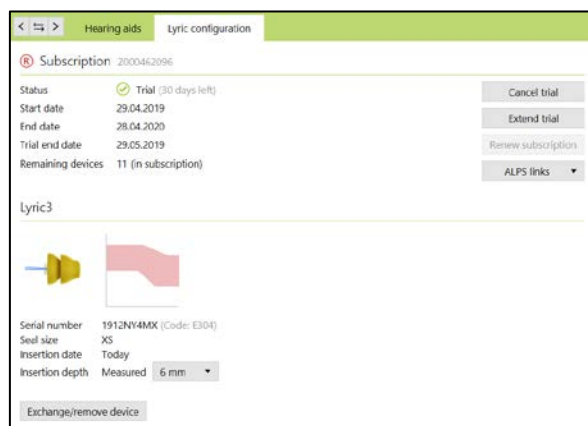 Hearing aids Lyric configuration
R Subscription 2000462096
Status Trial (30 days left)
Cancel trial
Start date 29.04.2019
Extend trial
End date 28.04.2020
Trial end date 29.05.2019
Renew subscription
Remaining devices 11 (in subscription)
ALPS links
Lyric3
Serial number 1912NY4MX (Code: E304)
Seal size XS
Insertion date Today
Insertion depth Measured 6 mm
Exchange/remove device